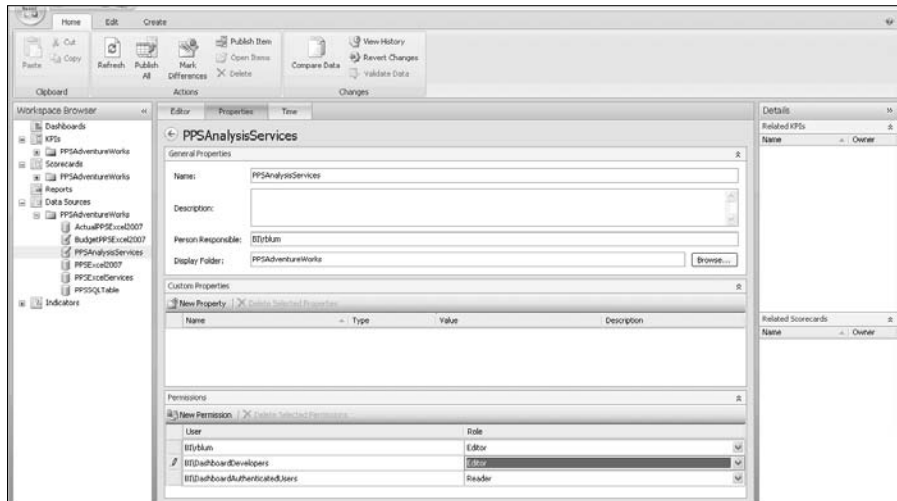 Home Edit Create
Paste
Cut
Copy
Clipboard
Refresh
Publish All
Mark Differences
Publish Item
Open Items
Delete
Actions
Compare Data
View History
Revert Changes
Validate Data
Changes
Workspace Browser
Dashboards
KPIs
PPSAdventureWorks
Scorecards
PPSAdventureWorks
Reports
Data Sources
PPSAdventureWorks
ActualPPSExcel2007
BudgetPPSExcel2007
PPSAnalysisServices
PPSExcel2007
PPSExcelServices
PPSSQLTable
Indicators
Editor Properties Time
PPSAnalysisServices
General Properties
Name: PPSAnalysisServices
Description:
Person Responsible: BI\rblum
Display Folder: PPSAdventureWorks Browse...
Custom Properties
New Property Delete Selected Properties
Name Type Value Description
Permissions
New Permission Delete Selected Permissions
User Role
BI\rblum Editor
BI\DashboardDevelopers Editor
BI\DashboardAuthenticatedUsers Reader
Details
Related KPIs
Name Owner
Related Scorecards
Name Owner